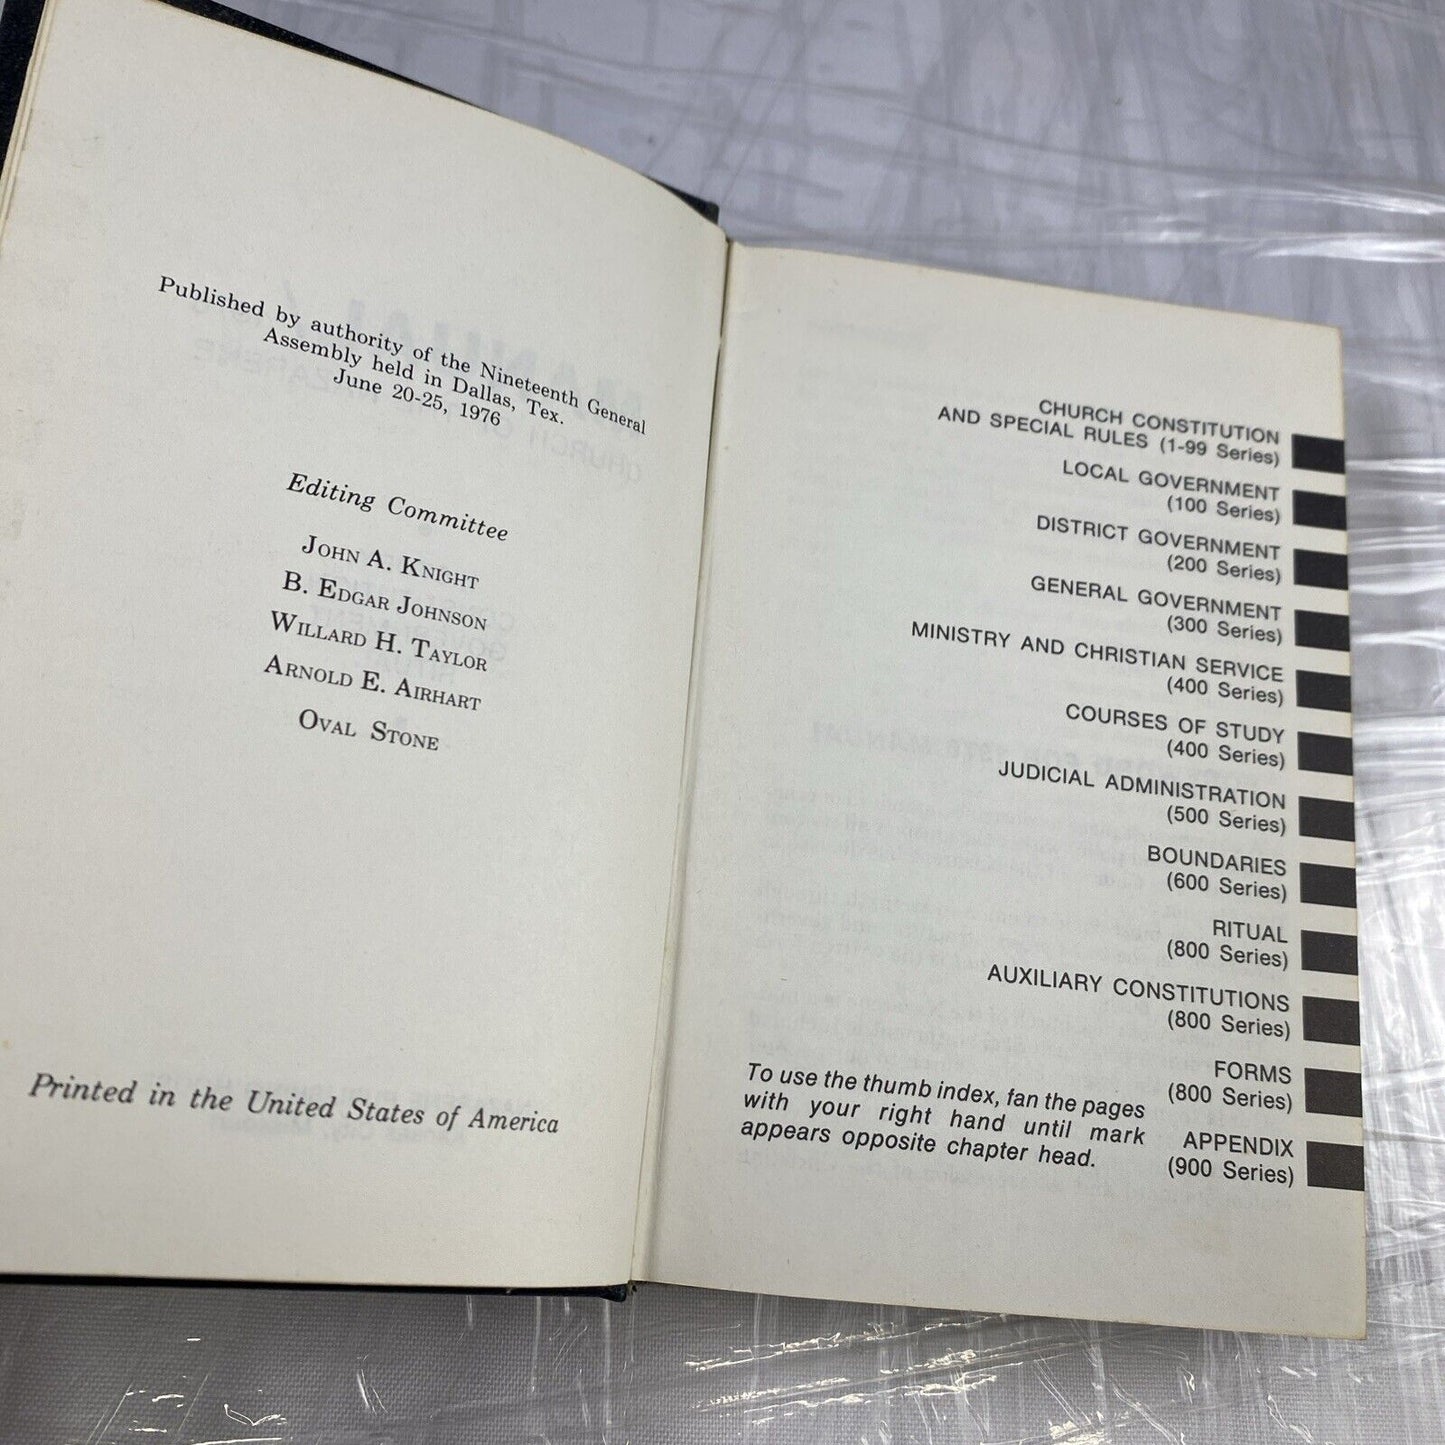 Published by authority of the Nineteenth General
Assembly held in Dallas, Tex.
June 20-25, 1976
Editing Committee
JOHN A. KNIGHT
B. EDGAR JOHNSON
WILLARD H. TAYLOR
ARNOLD E. AIRHART
OVAL STONE
Printed in the United States of America
CHURCH CONSTITUTION
AND SPECIAL RULES (1-99 Series)
LOCAL GOVERNMENT
(100 Series)
DISTRICT GOVERNMENT
(200 Series)
GENERAL GOVERNMENT
(300 Series)
MINISTRY AND CHRISTIAN SERVICE
(400 Series)
COURSES OF STUDY
(400 Series)
JUDICIAL ADMINISTRATION
(500 Series)
BOUNDARIES
(600 Series)
RITUAL
(800 Series)
AUXILIARY CONSTITUTIONS
(800 Series)
FORMS
(800 Series)
APPENDIX
(900 Series)
To use the thumb index, fan the pages
with your right hand until mark
appears opposite chapter head.